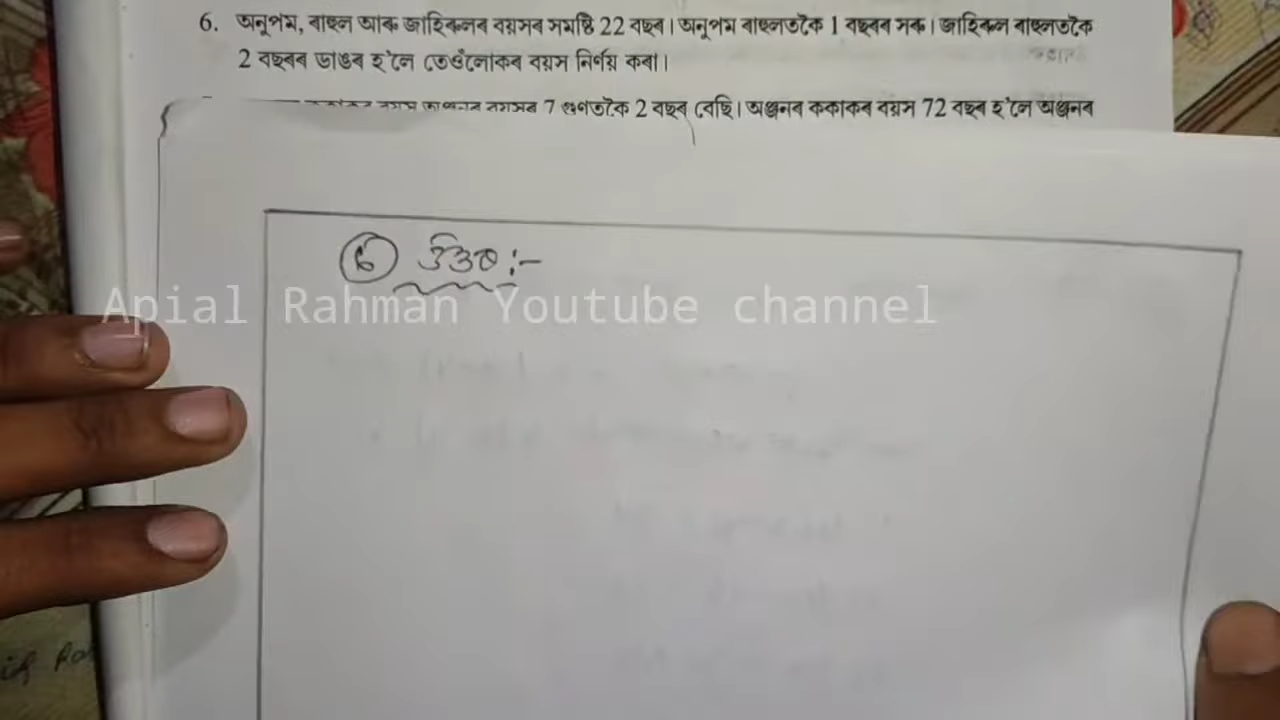 6. অনুপম, ৰাহুল আৰু জাহিৰুলৰ বয়সৰ সমষ্টি 22 বছৰ। অনুপম ৰাহুলতকৈ 1 বছৰৰ সৰু। জাহিৰুল ৰাহুলতকৈ
2 বছৰৰ ডাঙৰ হ'লে তেওঁলোকৰ বয়স নিৰ্ণয় কৰা।
বয়সৰ 7 গুণতকৈ 2 বছৰ বেছি। অঞ্জনৰ ককাকৰ বয়স 72 বছৰ হ'লে অঞ্জনৰ
6 উত্তৰ :-
Apial Rahman Youtube channel